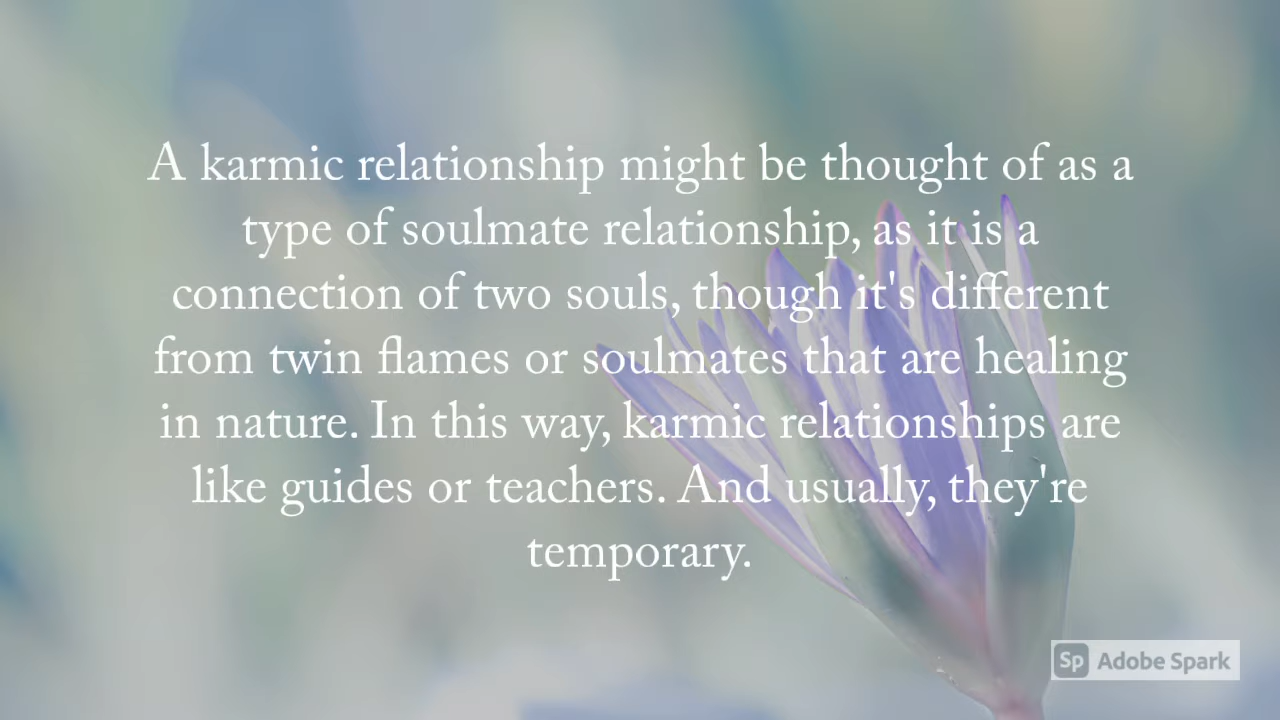 A karmic relationship might be thought of as a
type of soulmate relationship, as it is a
connection of two souls, though it's different
from twin flames or soulmates that are healing
in nature. In this way, karmic relationships are
like guides or teachers. And usually, they're
temporary.
Sp Adobe Spark